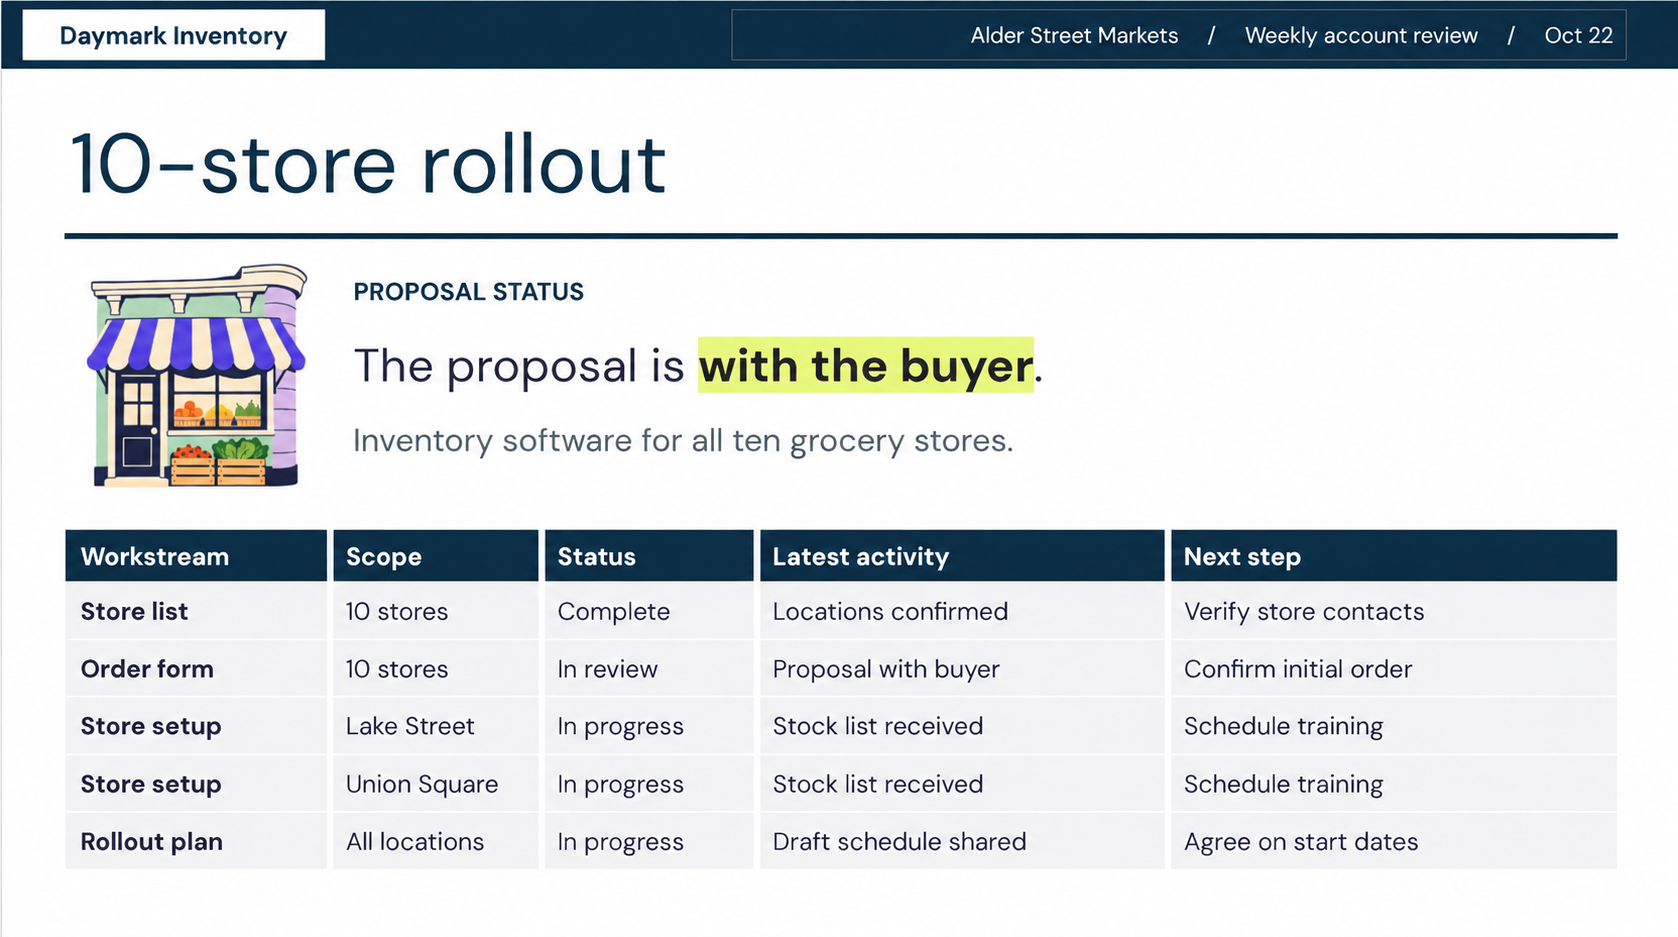 Daymark Inventory
Alder Street Markets / Weekly account review / Oct 22
10-store rollout
PROPOSAL STATUS
The proposal is with the buyer.
Inventory software for all ten grocery stores.
Workstream Scope Status Latest activity Next step
Store list 10 stores Complete Locations confirmed Verify store contacts
Order form 10 stores In review Proposal with buyer Confirm initial order
Store setup Lake Street In progress Stock list received Schedule training
Store setup Union Square In progress Stock list received Schedule training
Rollout plan All locations In progress Draft schedule shared Agree on start dates